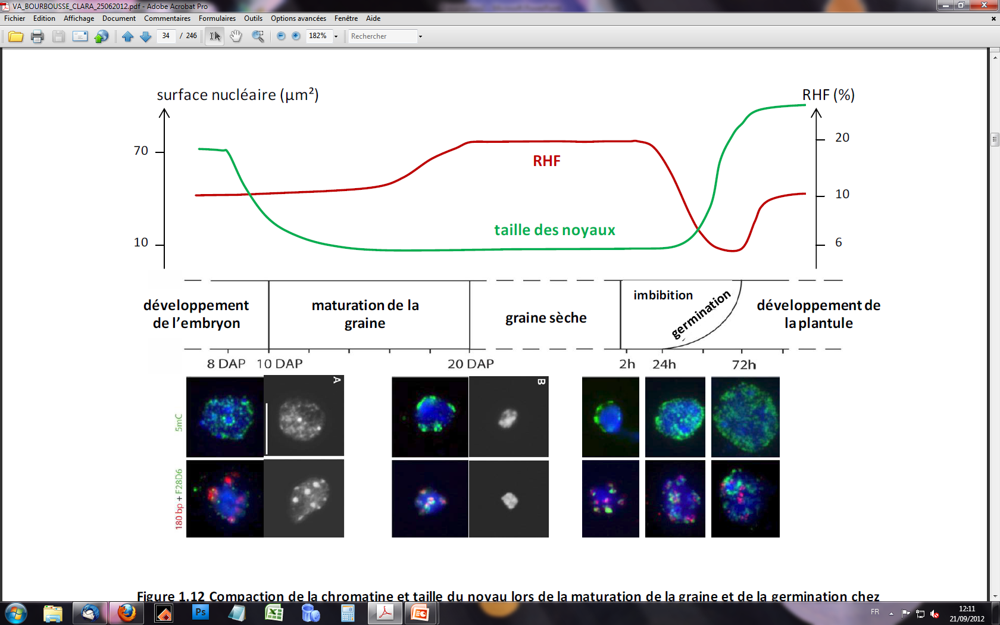 VA_BOURBOUSSE_CLARA_25062012.pdf - Adobe Acrobat Pro
Fichier Edition Affichage Document Commentaires Formulaires Outils Options avancées Fenêtre Aide
34 / 246 182% Rechercher
surface nucléaire (µm²)
RHF (%)
70
20
RHF
10
taille des noyaux
10
6
développement
de l’embryon
maturation de la
graine
graine sèche
imbibition
germination
développement de
la plantule
8 DAP 10 DAP 20 DAP 2h 24h 72h
A
B
5mC
180 bp + F28D6
Figure 1.12 Compaction de la chromatine et taille du noyau lors de la maturation de la graine et de la germination chez
Ps
FR
12:11
21/09/2012